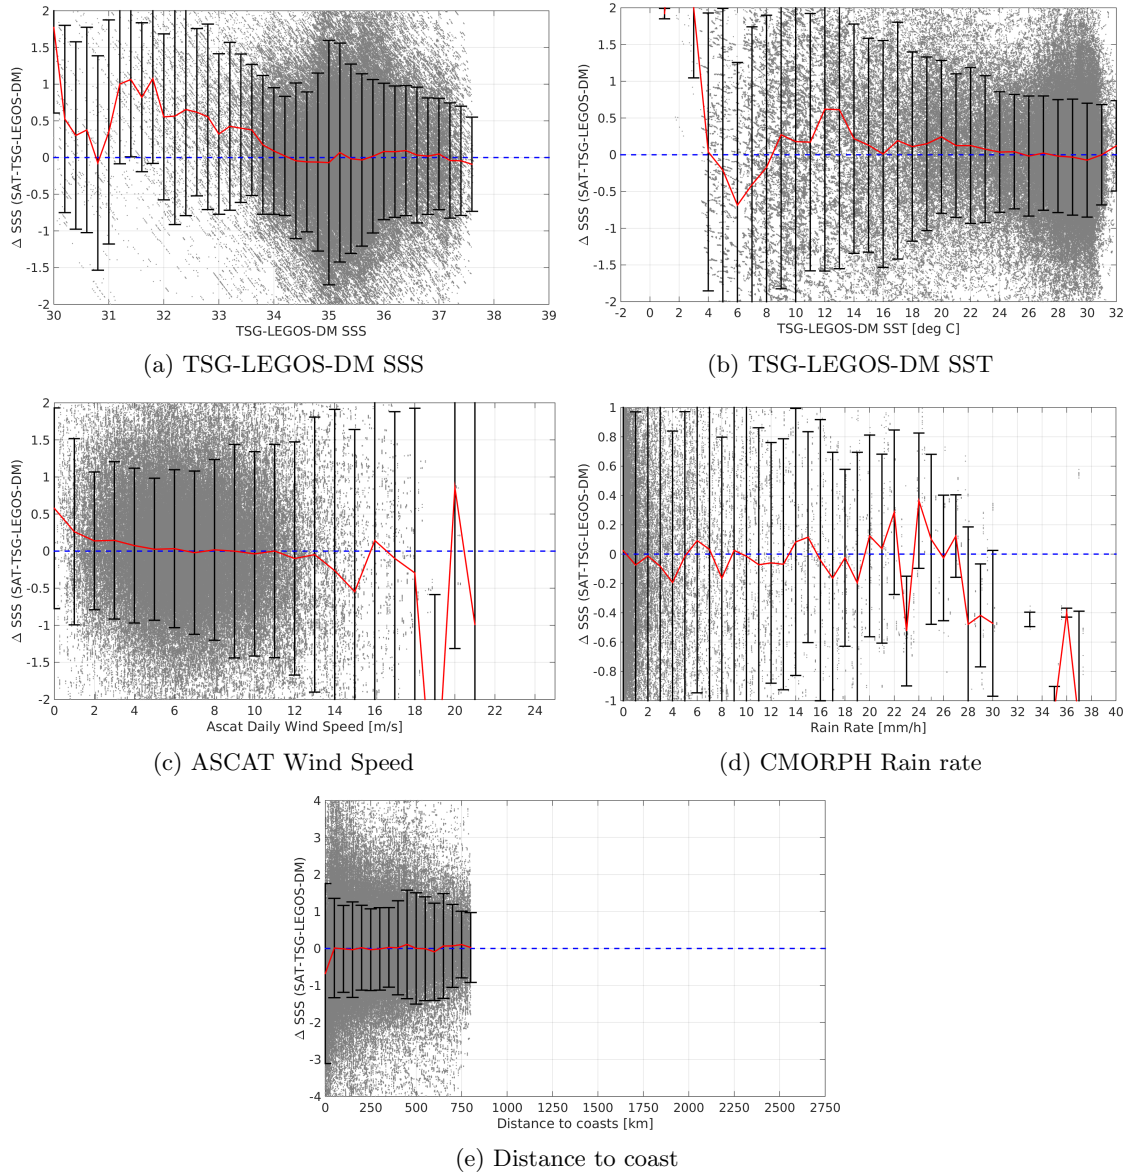 2
1.5
1
0.5
0
-0.5
-1
-1.5
-2
Δ SSS (SAT-TSG-LEGOS-DM)
30 31 32 33 34 35 36 37 38 39
TSG-LEGOS-DM SSS
(a) TSG-LEGOS-DM SSS
2
1.5
1
0.5
0
-0.5
-1
-1.5
-2
Δ SSS (SAT-TSG-LEGOS-DM)
-2 0 2 4 6 8 10 12 14 16 18 20 22 24 26 28 30 32
TSG-LEGOS-DM SST [deg C]
(b) TSG-LEGOS-DM SST
2
1.5
1
0.5
0
-0.5
-1
-1.5
-2
Δ SSS (SAT-TSG-LEGOS-DM)
0 2 4 6 8 10 12 14 16 18 20 22 24
Ascat Daily Wind Speed [m/s]
(c) ASCAT Wind Speed
1
0.8
0.6
0.4
0.2
0
-0.2
-0.4
-0.6
-0.8
-1
Δ SSS (SAT-TSG-LEGOS-DM)
0 2 4 6 8 10 12 14 16 18 20 22 24 26 28 30 32 34 36 38 40
Rain Rate [mm/h]
(d) CMORPH Rain rate
4
3
2
1
0
-1
-2
-3
-4
Δ SSS (SAT-TSG-LEGOS-DM)
0 250 500 750 1000 1250 1500 1750 2000 2250 2500 2750
Distance to coasts [km]
(e) Distance to coast